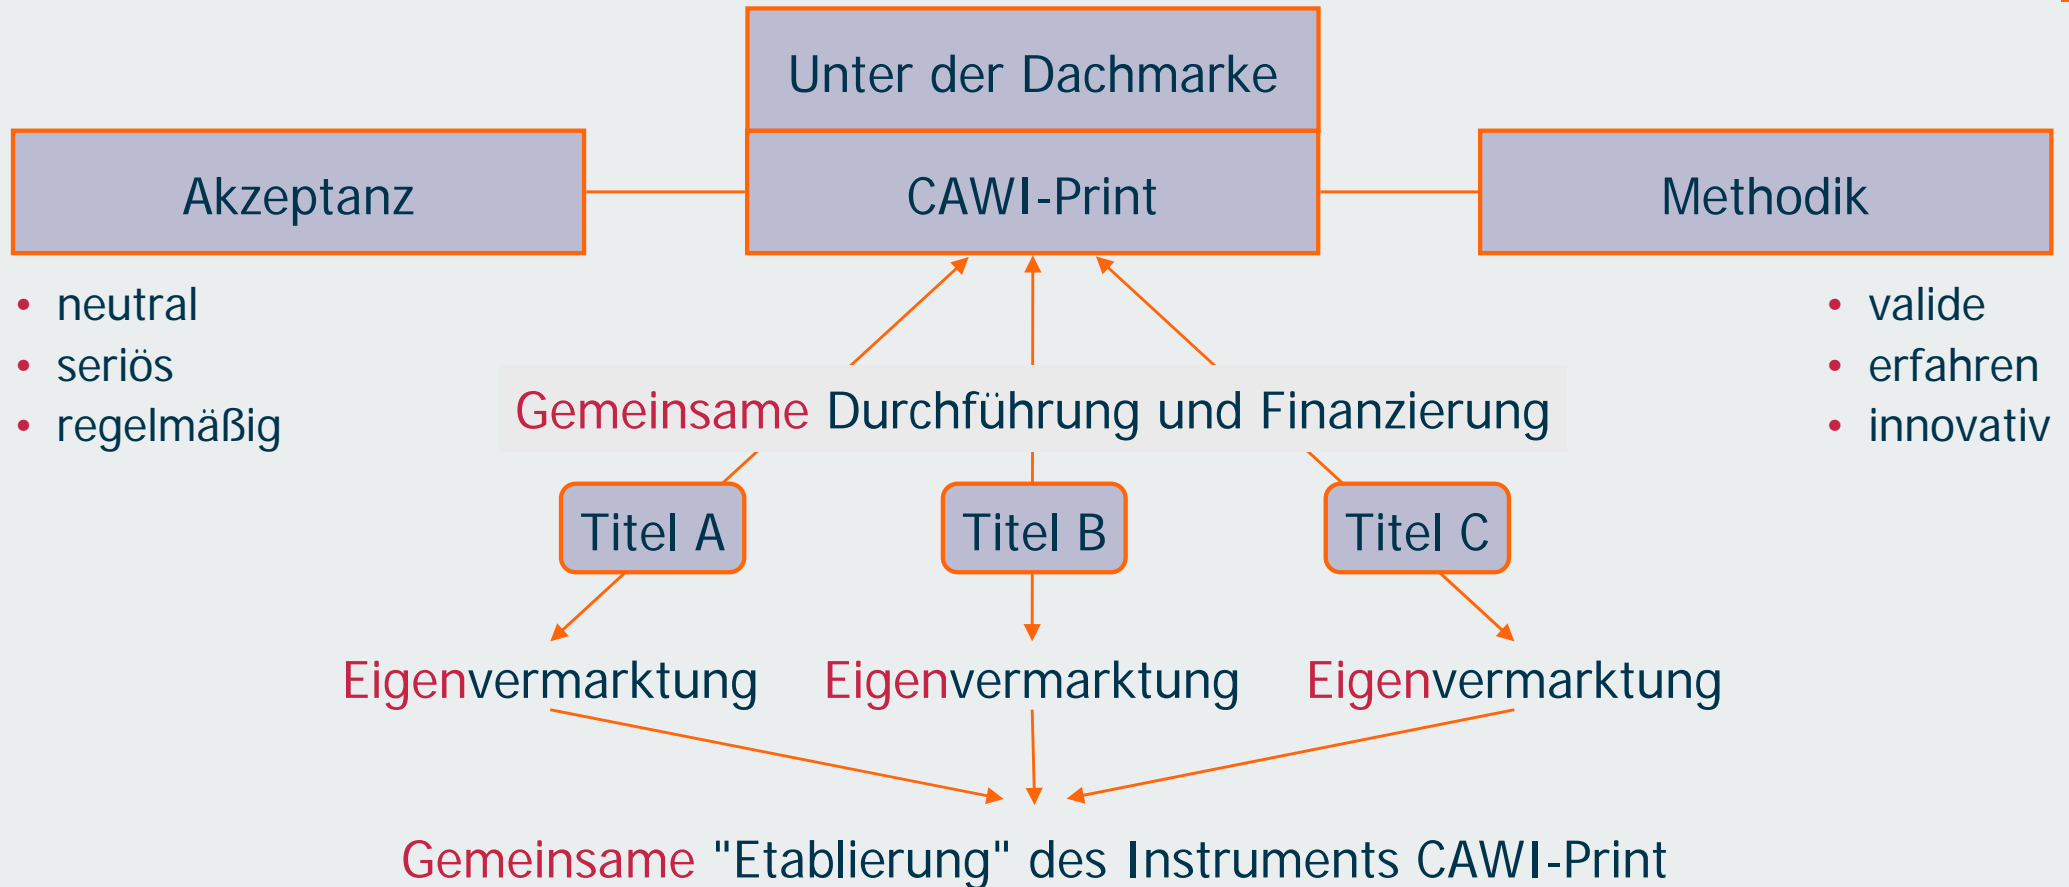 Unter der Dachmarke
Akzeptanz
CAWI-Print
Methodik
• neutral
• seriös
• regelmäßig
• valide
• erfahren
• innovativ
Gemeinsame Durchführung und Finanzierung
Titel A
Titel B
Titel C
Eigenvermarktung
Eigenvermarktung
Eigenvermarktung
Gemeinsame "Etablierung" des Instruments CAWI-Print